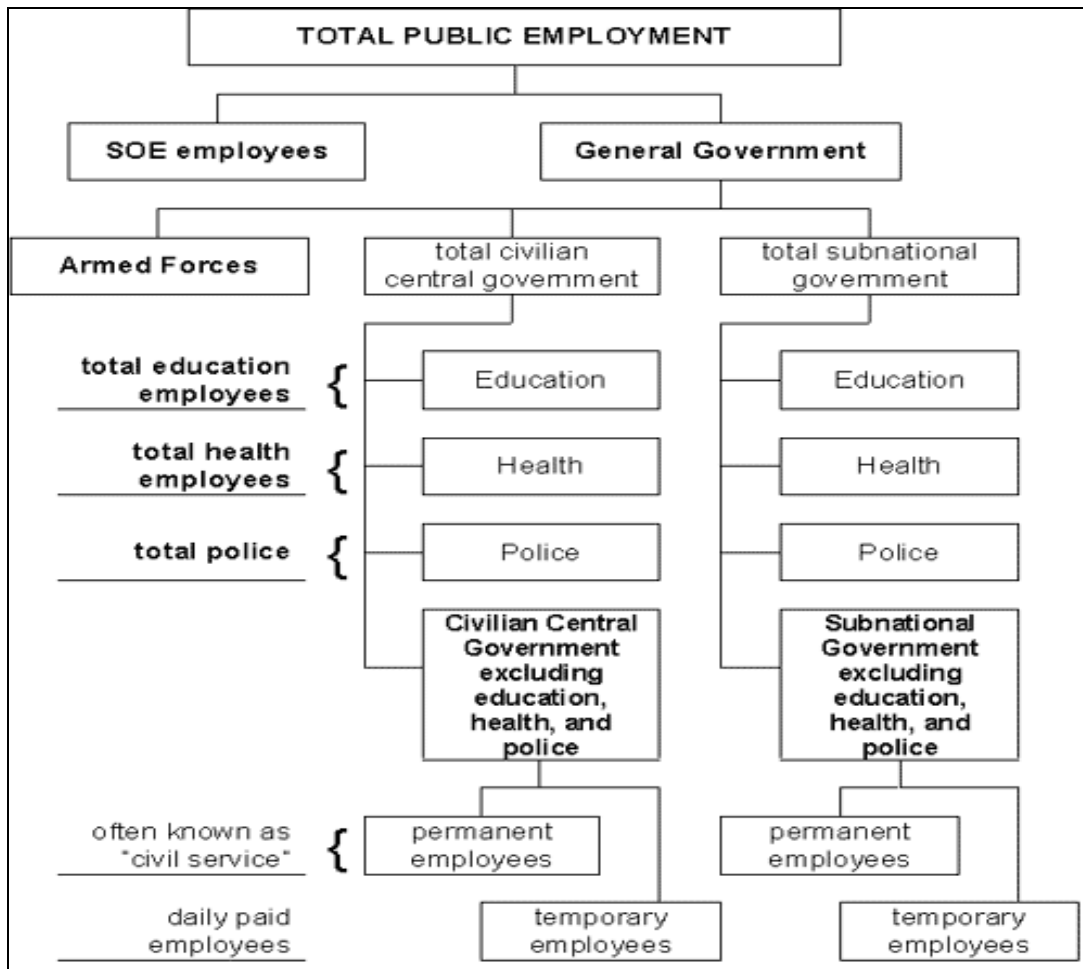 TOTAL PUBLIC EMPLOYMENT
SOE employees
General Government
Armed Forces
total civilian
central government
total subnational
government
total education
employees
{
Education
Education
total health
employees
{
Health
Health
total police
{
Police
Police
Civilian Central
Government
excluding
education,
health, and
police
Subnational
Government
excluding
education,
health, and
police
often known as
"civil service"
{
permanent
employees
permanent
employees
daily paid
employees
temporary
employees
temporary
employees